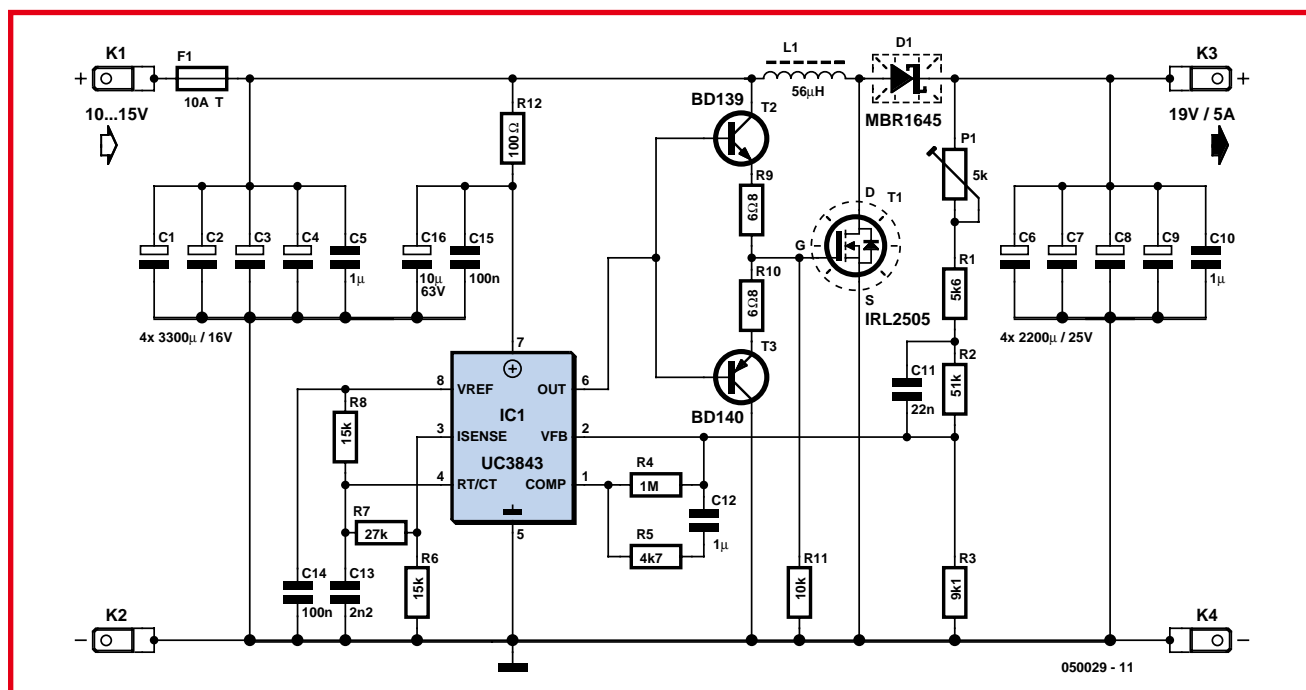 K1
F1
L1
D1
K3
+
10A T
56µH
+
10...15V
R12
100Ω
BD139
T2
MBR1645
19V / 5A
P1
5k
R9
6Ω8
D
T1
G
C1
C2
C3
C4
C5
1µ
C16
10µ
63V
C15
100n
R10
6Ω8
S
IRL2505
R1
5k6
C6
C7
C8
C9
C10
1µ
4x 3300µ / 16V
4x 2200µ / 25V
T3
BD140
C11
22n
R2
51k
7
8
VREF
OUT
6
R8
15k
IC1
3
ISENSE
VFB
2
UC3843
4
RT/CT
COMP
1
5
R4
1M
C12
1µ
R7
27k
R5
4k7
R6
15k
C14
100n
C13
2n2
R11
10k
R3
9k1
K2
-
K4
-
050029 - 11